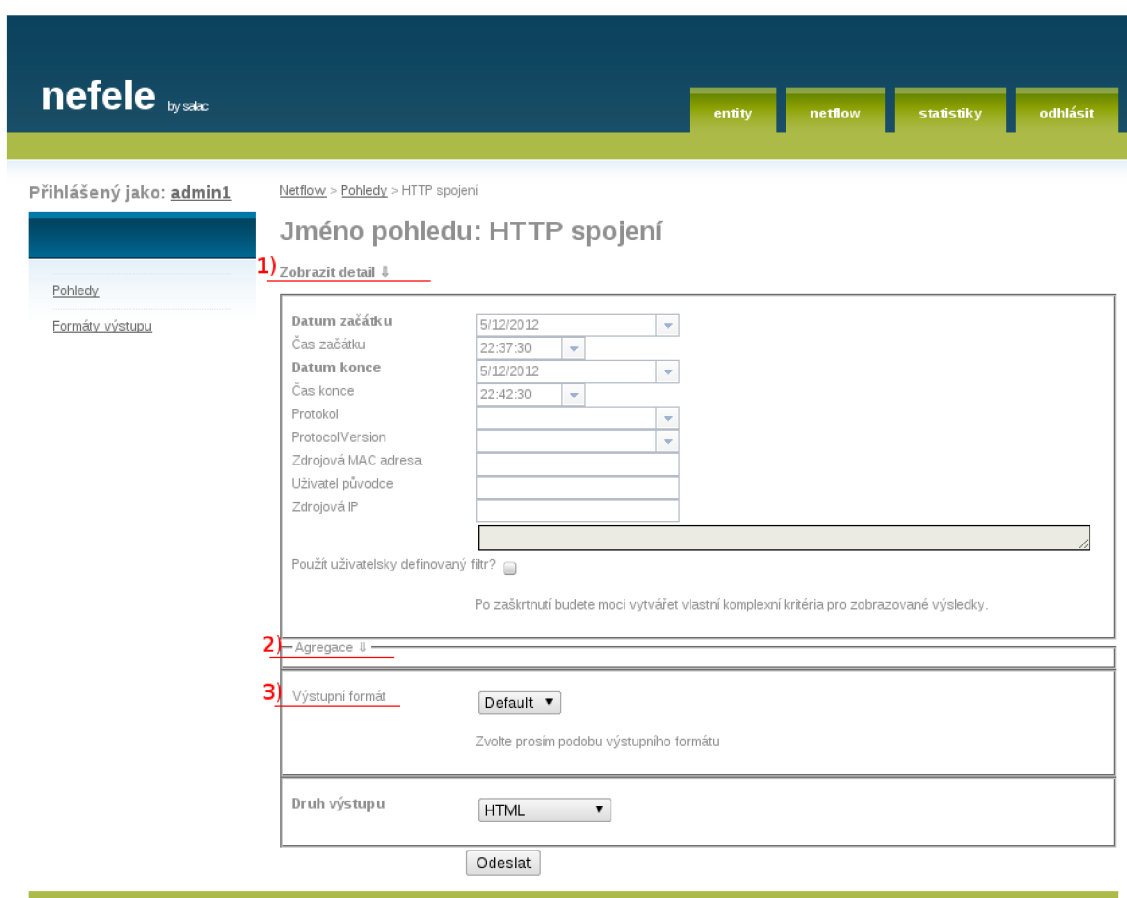 nefele by salac
entity netflow statistiky odhlásit
Přihlášený jako: admin1
Pohledy
Formáty výstupu
Netflow > Pohledy > HTTP spojení
Jméno pohledu: HTTP spojení
1) Zobrazit detail ⇓
Datum začátku 5/12/2012
Čas začátku 22:37:30
Datum konce 5/12/2012
Čas konce 22:42:30
Protokol
ProtocolVersion
Zdrojová MAC adresa
Uživatel původce
Zdrojová IP
Použít uživatelsky definovaný filtr?
Po zaškrtnutí budete moci vytvářet vlastní komplexní kritéria pro zobrazované výsledky.
2) Agregace ⇓
3) Výstupní formát Default
Zvolte prosím podobu výstupního formátu
Druh výstupu HTML
Odeslat